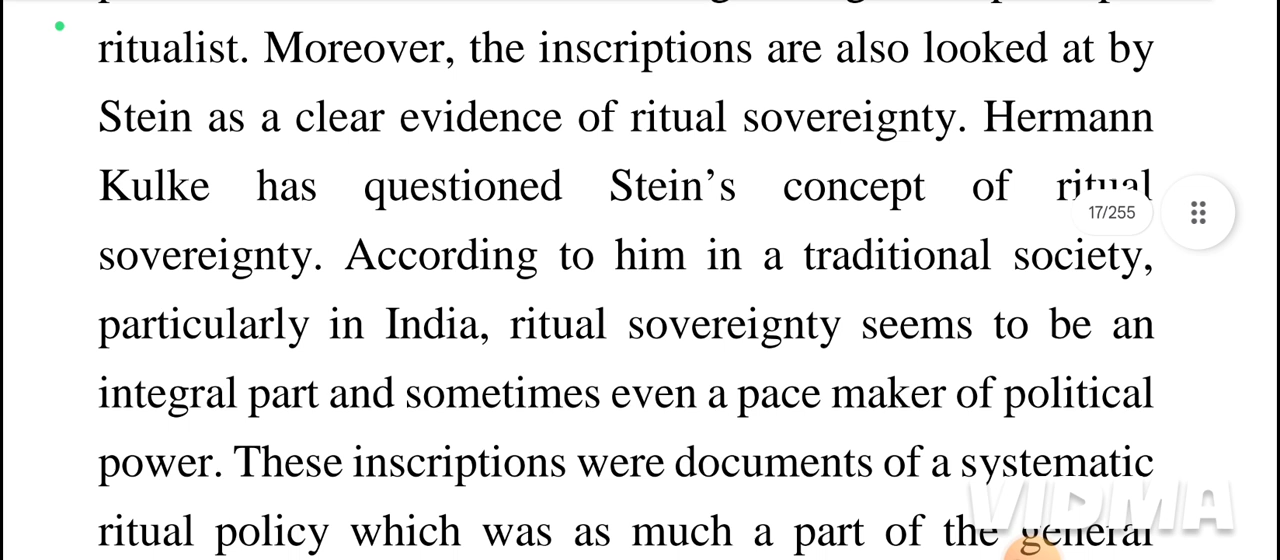 ritualist. Moreover, the inscriptions are also looked at by
Stein as a clear evidence of ritual sovereignty. Hermann
Kulke has questioned Stein’s concept of ritual
17/255
sovereignty. According to him in a traditional society,
particularly in India, ritual sovereignty seems to be an
integral part and sometimes even a pace maker of political
power. These inscriptions were documents of a systematic
VIDMA
ritual policy which was as much a part of the general